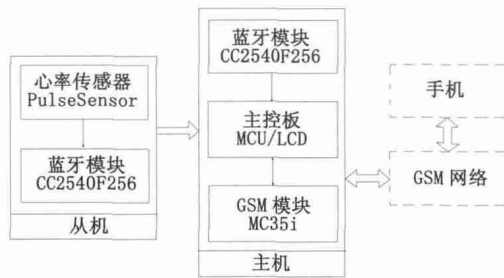 心率传感器
PulseSensor
蓝牙模块
CC2540F256
从机
蓝牙模块
CC2540F256
主控板
MCU/LCD
GSM 模块
MC35i
主机
手机
GSM 网络